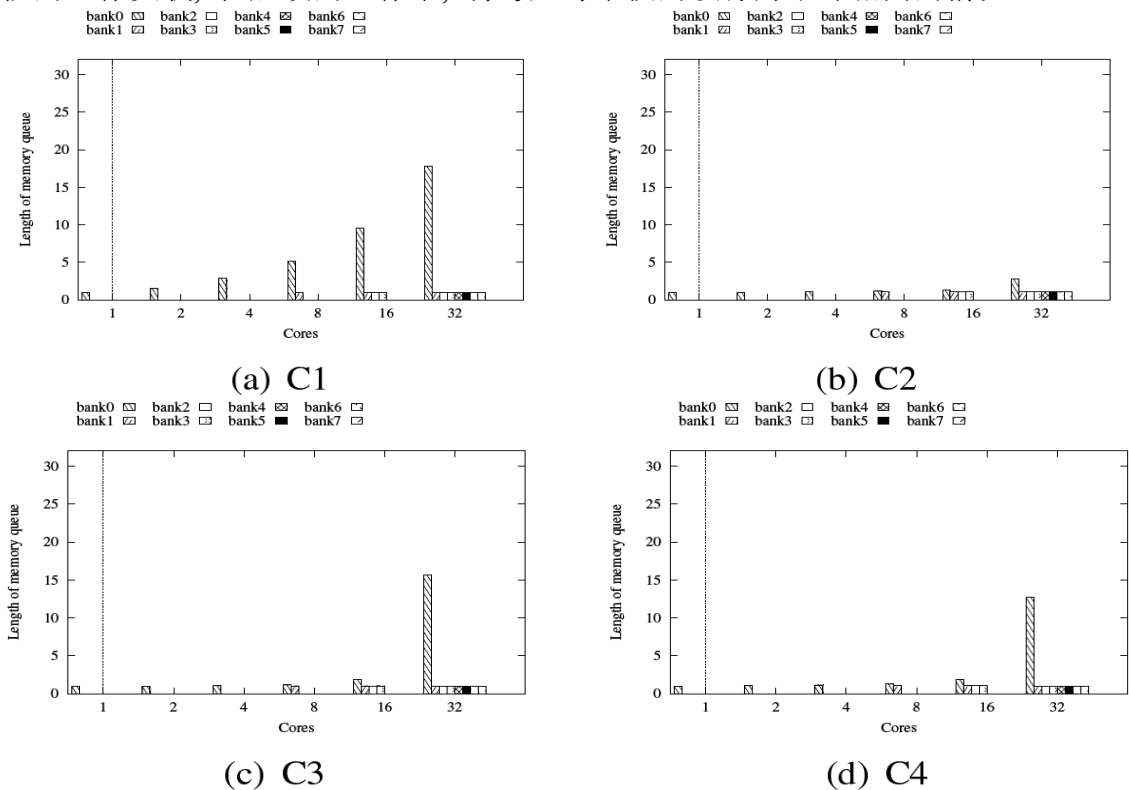 bank0 bank2 bank4 bank6
bank1 bank3 bank5 bank7
30
25
20
15
10
5
0
Length of memory queue
1 2 4 8 16 32
Cores
(a) C1
bank0 bank2 bank4 bank6
bank1 bank3 bank5 bank7
30
25
20
15
10
5
0
Length of memory queue
1 2 4 8 16 32
Cores
(b) C2
bank0 bank2 bank4 bank6
bank1 bank3 bank5 bank7
30
25
20
15
10
5
0
Length of memory queue
1 2 4 8 16 32
Cores
(c) C3
bank0 bank2 bank4 bank6
bank1 bank3 bank5 bank7
30
25
20
15
10
5
0
Length of memory queue
1 2 4 8 16 32
Cores
(d) C4